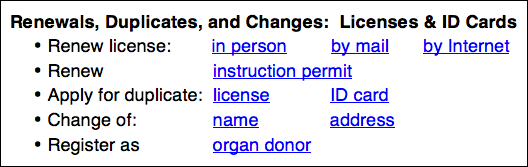 Renewals, Duplicates, and Changes: Licenses & ID Cards
• Renew license: in person by mail by Internet
• Renew instruction permit
• Apply for duplicate: license ID card
• Change of: name address
• Register as organ donor